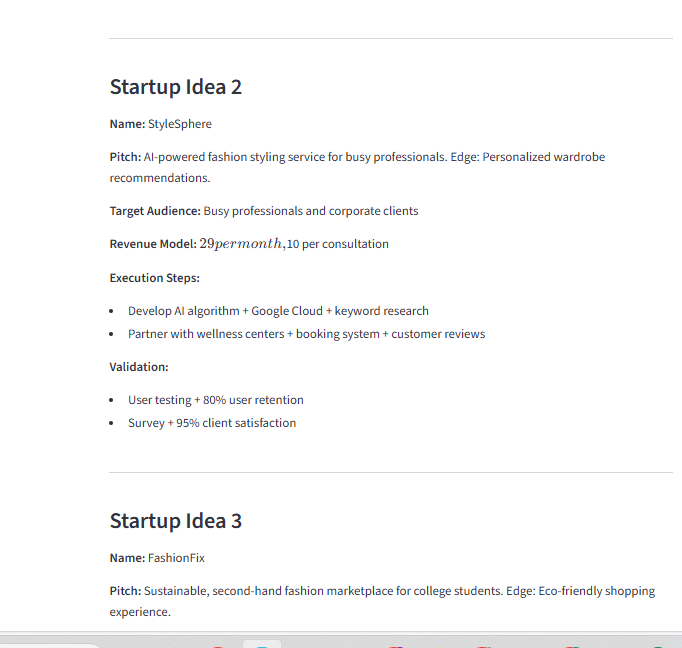 Startup Idea 2
Name: StyleSphere
Pitch: AI-powered fashion styling service for busy professionals. Edge: Personalized wardrobe
recommendations.
Target Audience: Busy professionals and corporate clients
Revenue Model: 29permonth,10 per consultation
Execution Steps:
• Develop AI algorithm + Google Cloud + keyword research
• Partner with wellness centers + booking system + customer reviews
Validation:
• User testing + 80% user retention
• Survey + 95% client satisfaction
Startup Idea 3
Name: FashionFix
Pitch: Sustainable, second-hand fashion marketplace for college students. Edge: Eco-friendly shopping
experience.